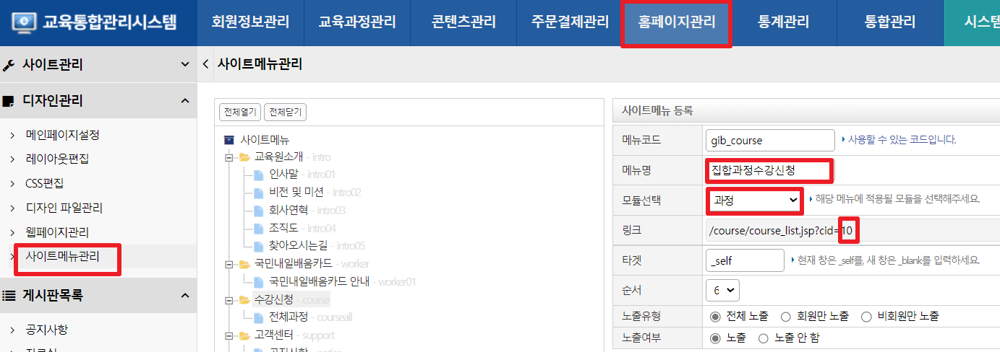 교육통합관리시스템 회원정보관리 교육과정관리 콘텐츠관리 주문결제관리 홈페이지관리 통계관리 통합관리 시스템
사이트관리
디자인관리
메인페이지설정
레이아웃편집
CSS편집
디자인 파일관리
웹페이지관리
사이트메뉴관리
게시판목록
공지사항
사이트메뉴관리
전체열기 전체닫기
사이트메뉴
교육원소개 - intro
인사말 - intro01
비전 및 미션 - intro02
회사연혁 - intro03
조직도 - intro04
찾아오시는길 - intro05
국민내일배움카드 - worker
국민내일배움카드 안내 - worker01
수강신청 - course
전체과정 - courseall
고객센터 - support
사이트메뉴 등록
메뉴코드 gib_course 사용할 수 있는 코드입니다.
메뉴명 집합과정수강신청
모듈선택 과정 해당 메뉴에 적용될 모듈을 선택해주세요.
링크 /course/course_list.jsp?cid=10
타겟 _self 현재 창은 _self를, 새 창은 _blank를 입력하세요.
순서 6
노출유형 전체 노출 회원만 노출 비회원만 노출
노출여부 노출 노출 안 함